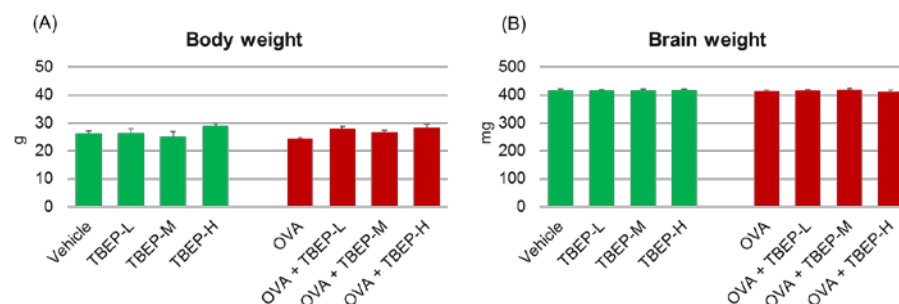 (A)
Body weight
50
40
30
20
10
0
g
Vehicle
TBEP-L
TBEP-M
TBEP-H
OVA
OVA + TBEP-L
OVA + TBEP-M
OVA + TBEP-H
(B)
Brain weight
500
400
300
200
100
0
mg
Vehicle
TBEP-L
TBEP-M
TBEP-H
OVA
OVA + TBEP-L
OVA + TBEP-M
OVA + TBEP-H